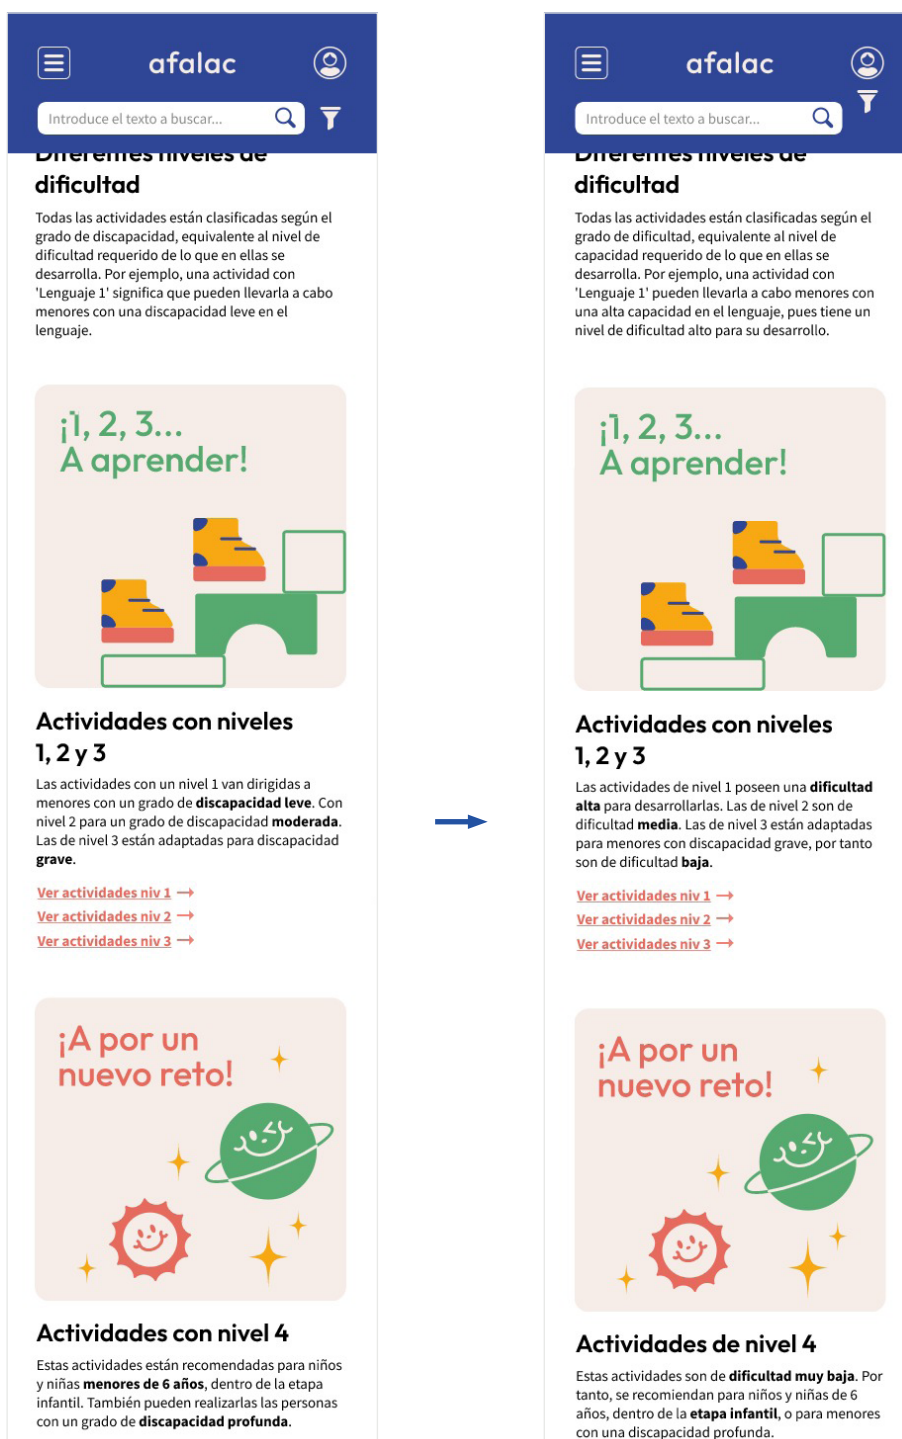 afalac
Introduce el texto a buscar...
Diferentes niveles de
dificultad
Todas las actividades están clasificadas según el
grado de discapacidad, equivalente al nivel de
dificultad requerido de lo que en ellas se
desarrolla. Por ejemplo, una actividad con
'Lenguaje 1' significa que pueden llevarla a cabo
menores con una discapacidad leve en el
lenguaje.
¡1, 2, 3...
A aprender!
Actividades con niveles
1, 2 y 3
Las actividades con un nivel 1 van dirigidas a
menores con un grado de discapacidad leve. Con
nivel 2 para un grado de discapacidad moderada.
Las de nivel 3 están adaptadas para discapacidad
grave.
Ver actividades niv 1
Ver actividades niv 2
Ver actividades niv 3
¡A por un
nuevo reto!
Actividades con nivel 4
Estas actividades están recomendadas para niños
y niñas menores de 6 años, dentro de la etapa
infantil. También pueden realizarlas las personas
con un grado de discapacidad profunda.
afalac
Introduce el texto a buscar...
Diferentes niveles de
dificultad
Todas las actividades están clasificadas según el
grado de dificultad, equivalente al nivel de
capacidad requerido de lo que en ellas se
desarrolla. Por ejemplo, una actividad con
'Lenguaje 1' pueden llevarla a cabo menores con
una alta capacidad en el lenguaje, pues tiene un
nivel de dificultad alto para su desarrollo.
¡1, 2, 3...
A aprender!
Actividades con niveles
1, 2 y 3
Las actividades de nivel 1 poseen una dificultad
alta para desarrollarlas. Las de nivel 2 son de
dificultad media. Las de nivel 3 están adaptadas
para menores con discapacidad grave, por tanto
son de dificultad baja.
Ver actividades niv 1
Ver actividades niv 2
Ver actividades niv 3
¡A por un
nuevo reto!
Actividades de nivel 4
Estas actividades son de dificultad muy baja. Por
tanto, se recomiendan para niños y niñas de 6
años, dentro de la etapa infantil, o para menores
con una discapacidad profunda.